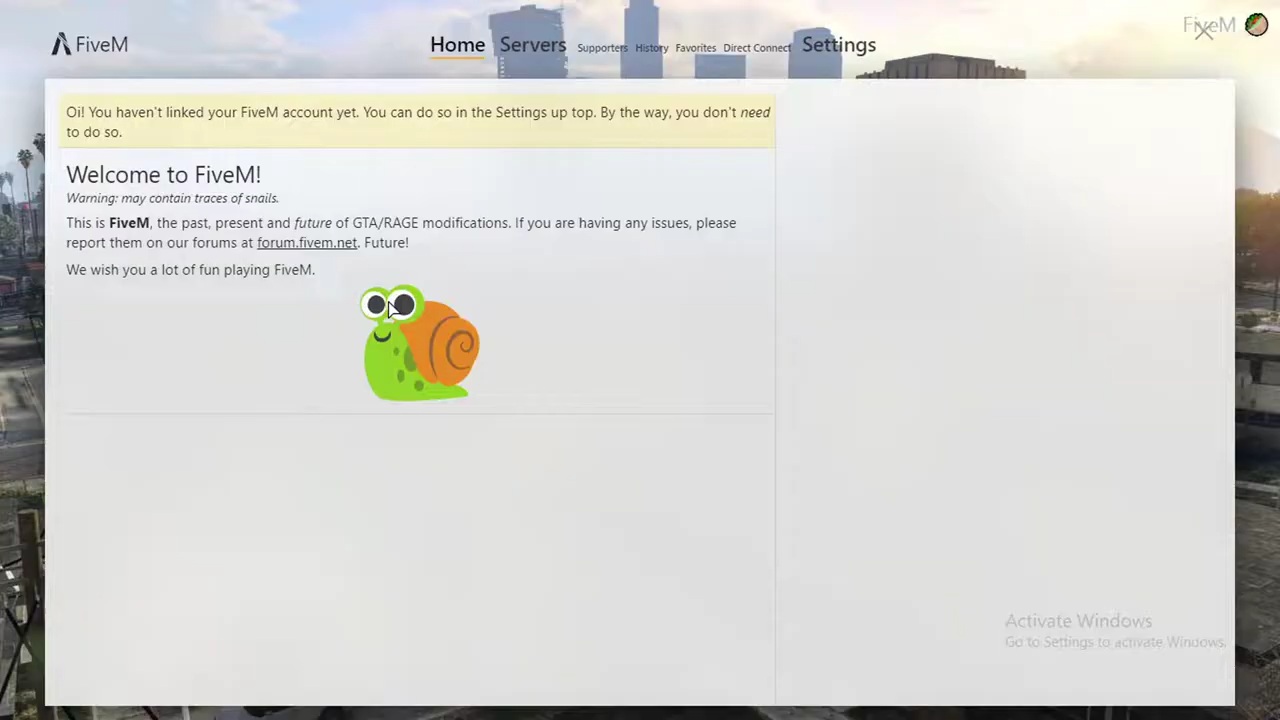 FiveM
Home Servers Supporters History Favorites Direct Connect Settings
FiveM
Oi! You haven't linked your FiveM account yet. You can do so in the Settings up top. By the way, you don't need
to do so.
Welcome to FiveM!
Warning: may contain traces of snails.
This is FiveM, the past, present and future of GTA/RAGE modifications. If you are having any issues, please
report them on our forums at forum.fivem.net. Future!
We wish you a lot of fun playing FiveM.
Activate Windows
Go to Settings to activate Windows.